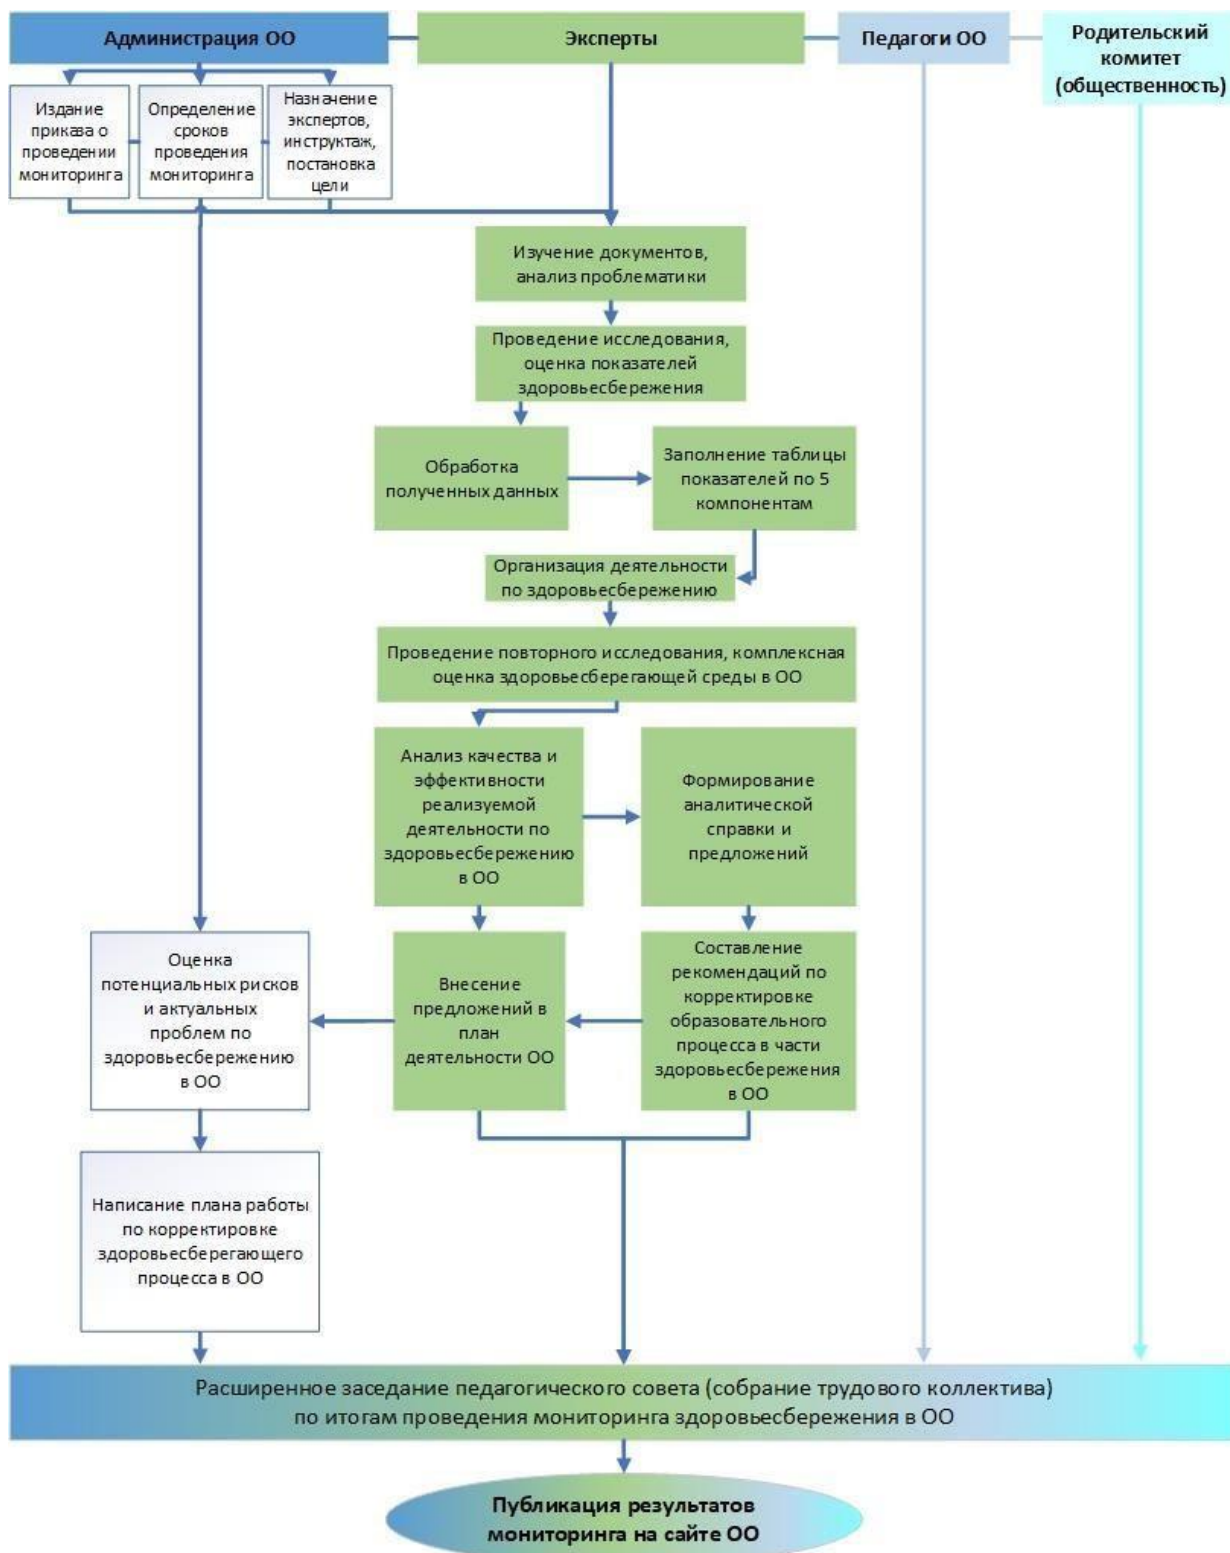 Администрация ОО
Эксперты
Педагоги ОО
Родительский
комитет
(общественность)
Издание
приказа о
проведении
мониторинга
Определение
сроков
проведения
мониторинга
Назначение
экспертов,
инструктаж,
постановка
цели
Изучение документов,
анализ проблематики
Проведение исследования,
оценка показателей
здоровьесбережения
Обработка
полученных данных
Заполнение таблицы
показателей по 5
компонентам
Организация деятельности
по здоровьесбережению
Проведение повторного исследования, комплексная
оценка здоровьесберегающей среды в ОО
Анализ качества и
эффективности
реализуемой
деятельности по
здоровьесбережению
в ОО
Формирование
аналитической
справки и
предложений
Оценка
потенциальных рисков
и актуальных
проблем по
здоровьесбережению
в ОО
Внесение
предложений в
план
деятельности ОО
Составление
рекомендаций по
корректировке
образовательного
процесса в части
здоровьесбережения
в ОО
Написание плана работы
по корректировке
здоровьесберегающего
процесса в ОО
Расширенное заседание педагогического совета (собрание трудового коллектива)
по итогам проведения мониторинга здоровьесбережения в ОО
Публикация результатов
мониторинга на сайте ОО